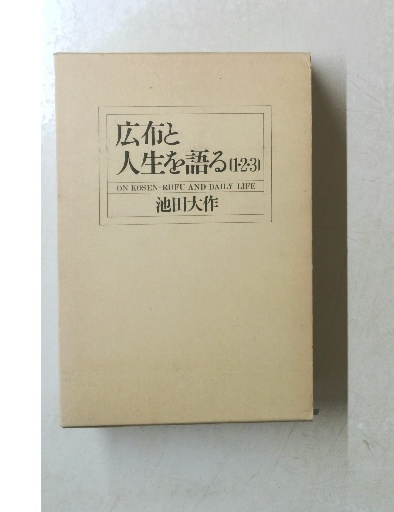 広布と
人生を語る(1・2・3)
ON KOSEN-RUFU AND DAILY LIFE
池田大作